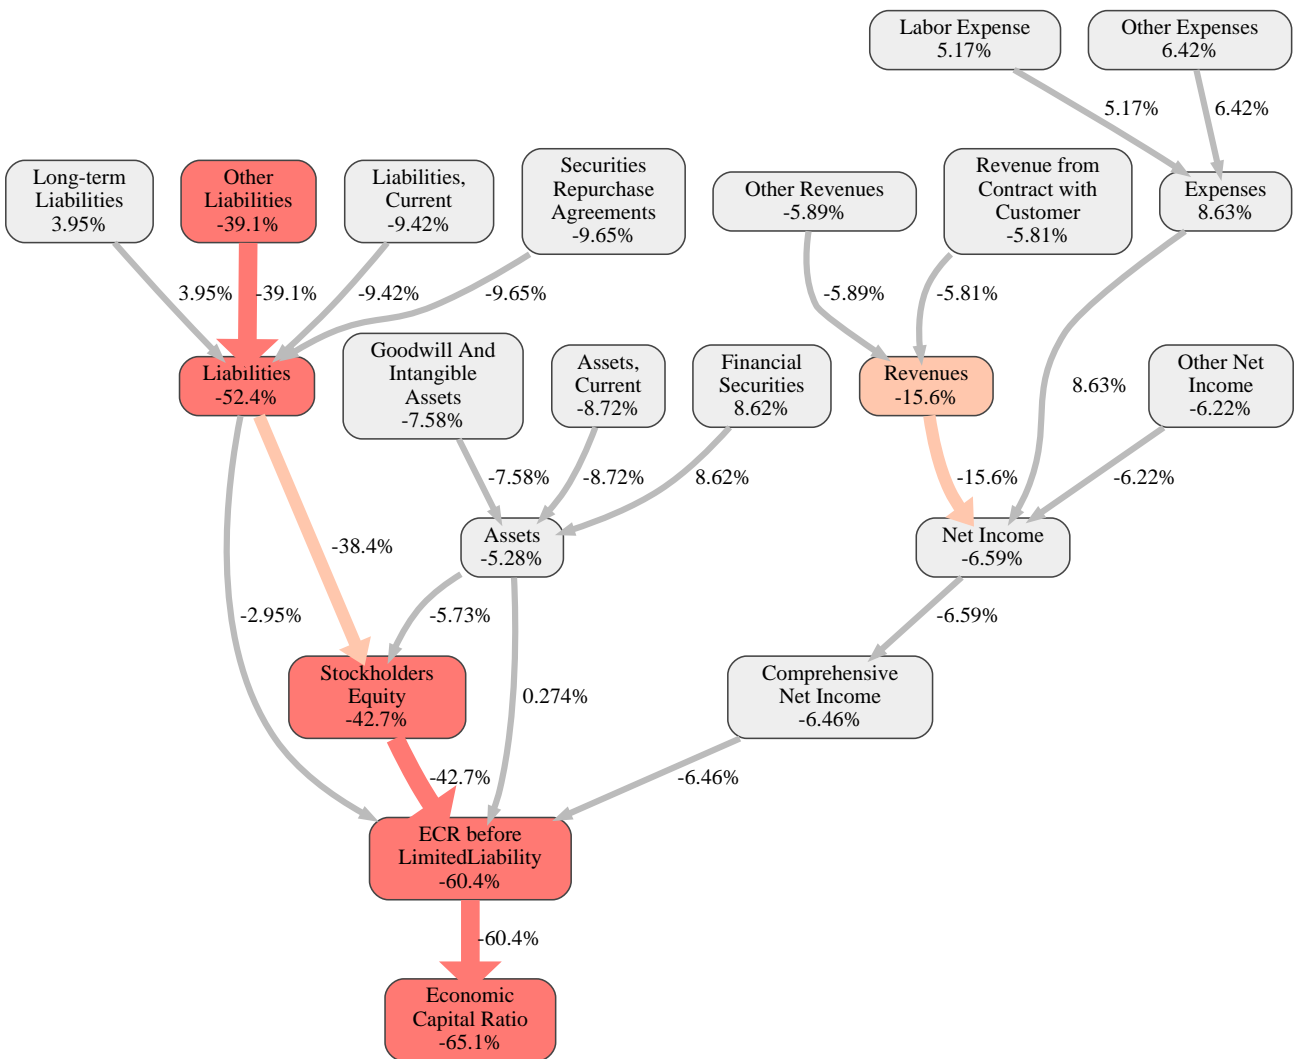 Labor Expense
5.17%
Other Expenses
6.42%
5.17%
6.42%
Long-term
Liabilities
3.95%
Other
Liabilities
-39.1%
Liabilities,
Current
-9.42%
Securities
Repurchase
Agreements
-9.65%
Other Revenues
-5.89%
Revenue from
Contract with
Customer
-5.81%
Expenses
8.63%
3.95%
-39.1%
-9.42%
-9.65%
-5.89%
-5.81%
Liabilities
-52.4%
Goodwill And
Intangible
Assets
-7.58%
Assets,
Current
-8.72%
Financial
Securities
8.62%
Revenues
-15.6%
8.63%
Other Net
Income
-6.22%
-7.58%
-8.72%
8.62%
-15.6%
-6.22%
-38.4%
Assets
-5.28%
Net Income
-6.59%
-2.95%
-5.73%
-6.59%
Stockholders
Equity
-42.7%
0.274%
Comprehensive
Net Income
-6.46%
-42.7%
-6.46%
ECR before
LimitedLiability
-60.4%
-60.4%
Economic
Capital Ratio
-65.1%